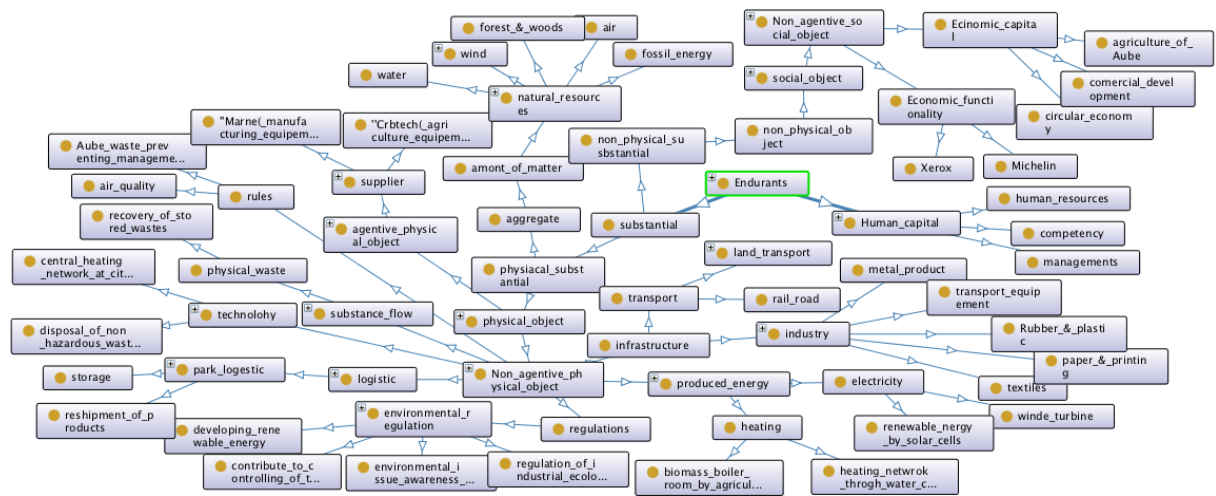 forest_&_woods
air
wind
fossil_energy
water
natural_resourc
es
Non_agentive_so
cial_object
Ecinomic_capita
l
agriculture_of_
Aube
social_object
comercial_devel
opment
Economic_functi
onality
circular_econom
y
"Marne(_manufa
cturing_equipem...
"Crbtech(_agri
culture_equipem...
non_physical_su
bstantial
non_physical_ob
ject
Aube_waste_prev
enting_manageme...
amont_of_matter
Xerox
Michelin
air_quality
rules
supplier
Endurants
human_resources
recovery_of_sto
red_wastes
agentive_physic
al_object
aggregate
substantial
Human_capital
competency
central_heating
_network_at_cit...
physical_waste
physiacal_subst
antial
land_transport
metal_product
managements
transport
rail_road
transport_equip
ement
technolohy
substance_flow
physical_object
disposal_of_non
_hazardous_wast...
infrastructure
industry
Rubber_&_plasti
c
paper_&_printin
g
storage
park_logestic
logistic
Non_agentive_ph
ysical_object
produced_energy
electricity
textiles
reshipment_of_p
roducts
developing_rene
wable_energy
environmental_r
egulation
regulations
heating
renewable_nergy
_by_solar_cells
winde_turbine
contribute_to_c
ontrolling_of_t...
environmental_i
ssue_awareness_...
regulation_of_i
ndustrial_ecolo...
biomass_boiler_
room_by_agricul...
heating_netwrok
_throgh_water_c...